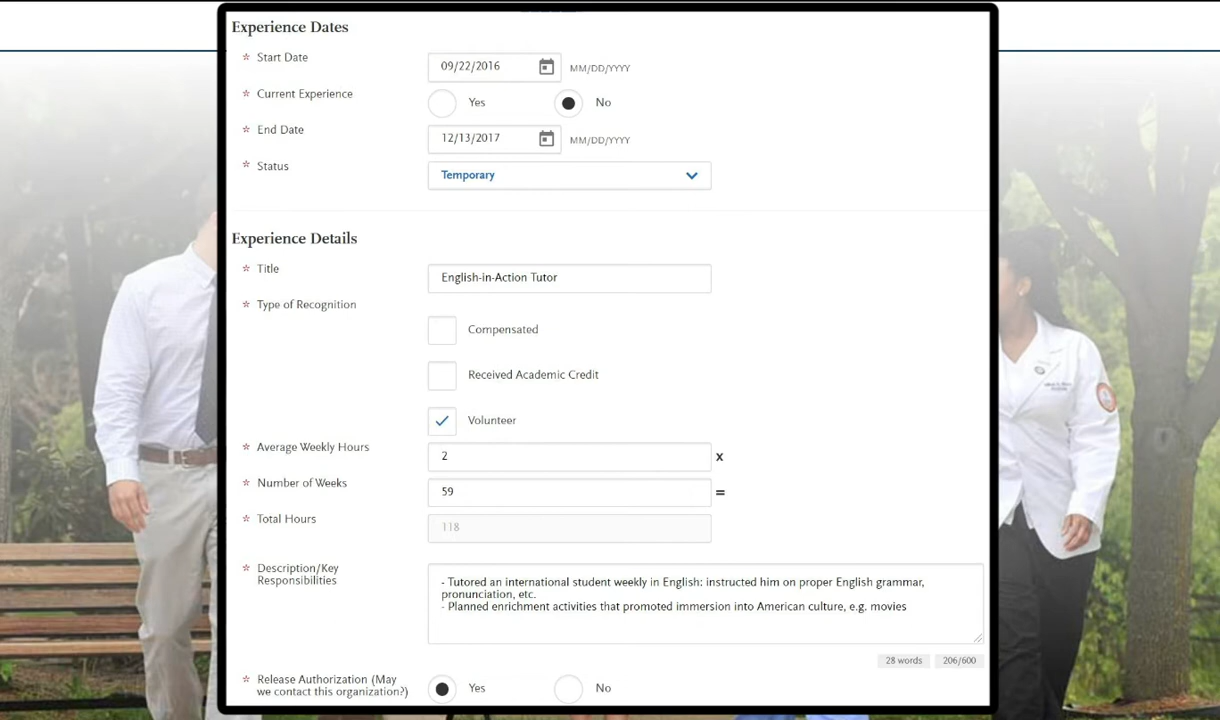 Experience Dates
* Start Date
09/22/2016 MM/DD/YYYY
* Current Experience
Yes No
* End Date
12/13/2017 MM/DD/YYYY
* Status
Temporary
Experience Details
* Title
English-in-Action Tutor
* Type of Recognition
Compensated
Received Academic Credit
Volunteer
* Average Weekly Hours
2 x
* Number of Weeks
59 =
* Total Hours
118
* Description/Key
Responsibilities
- Tutored an international student weekly in English: instructed him on proper English grammar,
pronunciation, etc.
- Planned enrichment activities that promoted immersion into American culture, e.g. movies
28 words 206/600
* Release Authorization (May
we contact this organization?)
Yes No